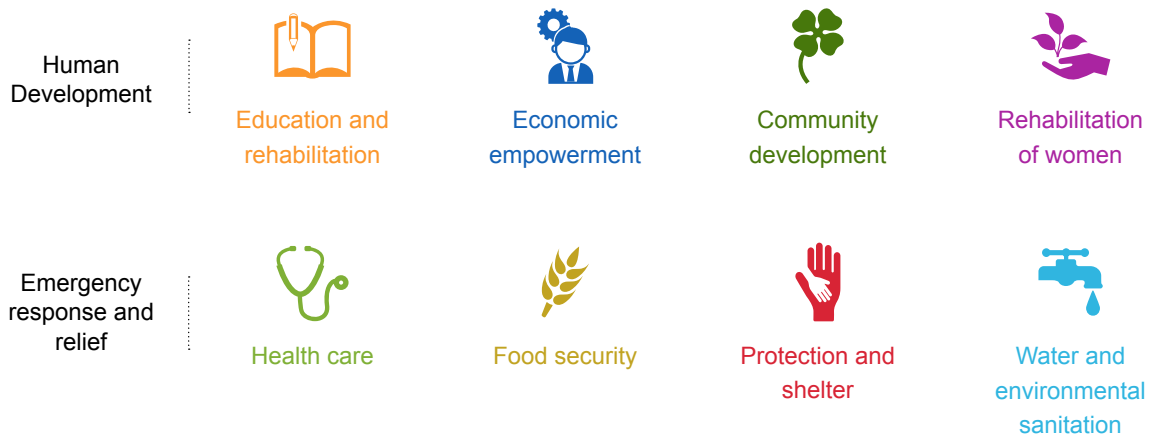 Human
Development
Education and
rehabilitation
Economic
empowerment
Community
development
Rehabilitation
of women
Emergency
response and
relief
Health care
Food security
Protection and
shelter
Water and
environmental
sanitation